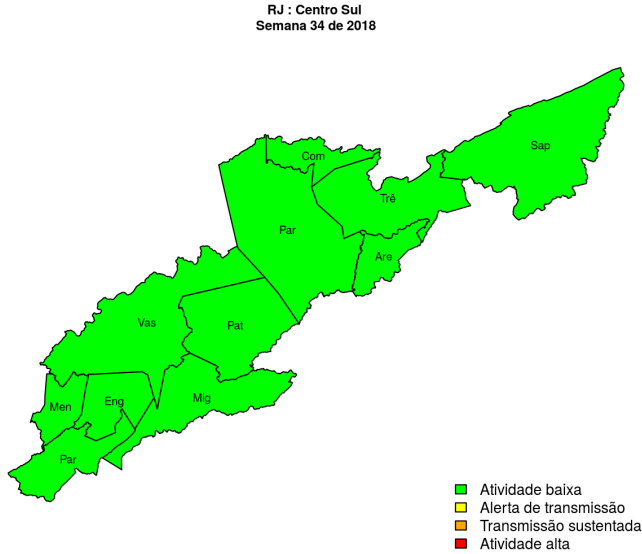 RJ : Centro Sul
Semana 34 de 2018
Sap
Com
Trê
Par
Are
Vas
Pat
Mig
Men
Eng
Par
Atividade baixa
Alerta de transmissão
Transmissão sustentada
Atividade alta